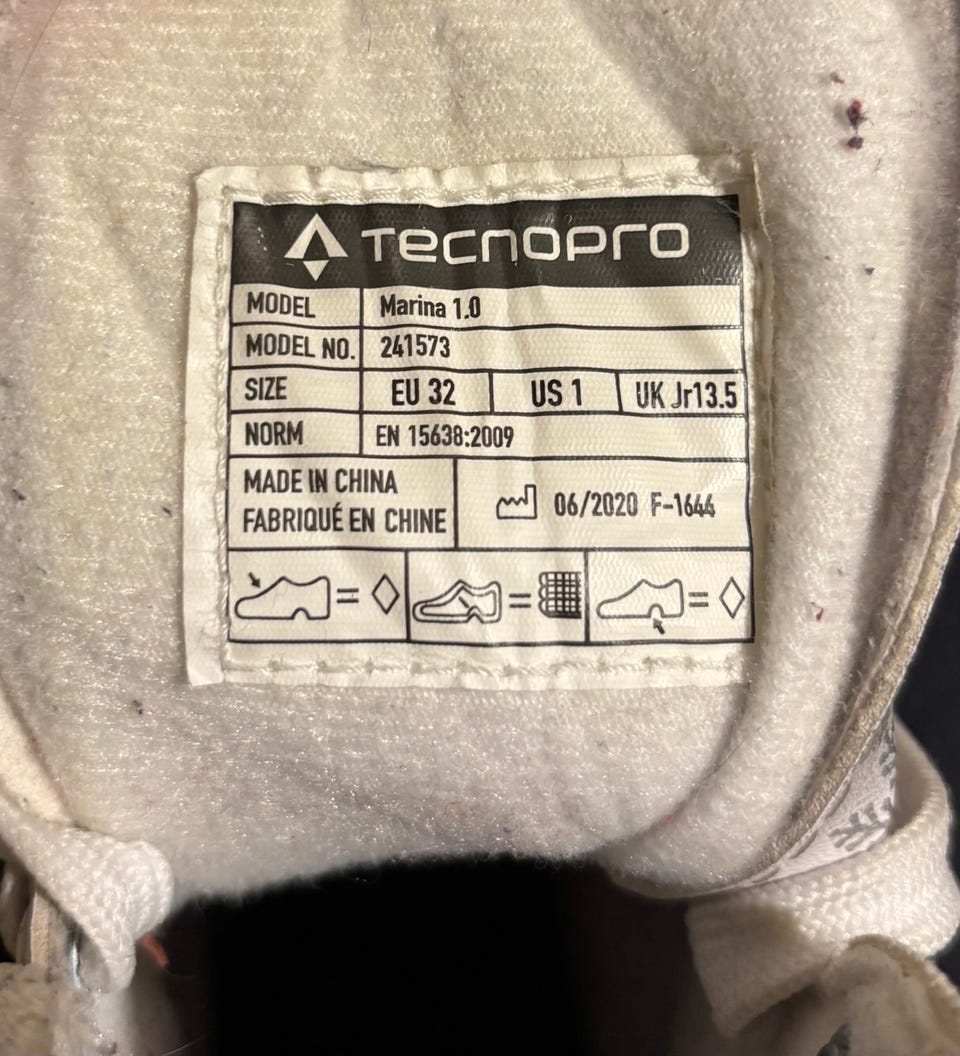 TECNOPRO
MODEL Marina 1.0
MODEL NO. 241573
SIZE EU 32 US 1 UK Jr13.5
NORM EN 15638:2009
MADE IN CHINA
FABRIQUÉ EN CHINE
06/2020 F-1644
= =  =